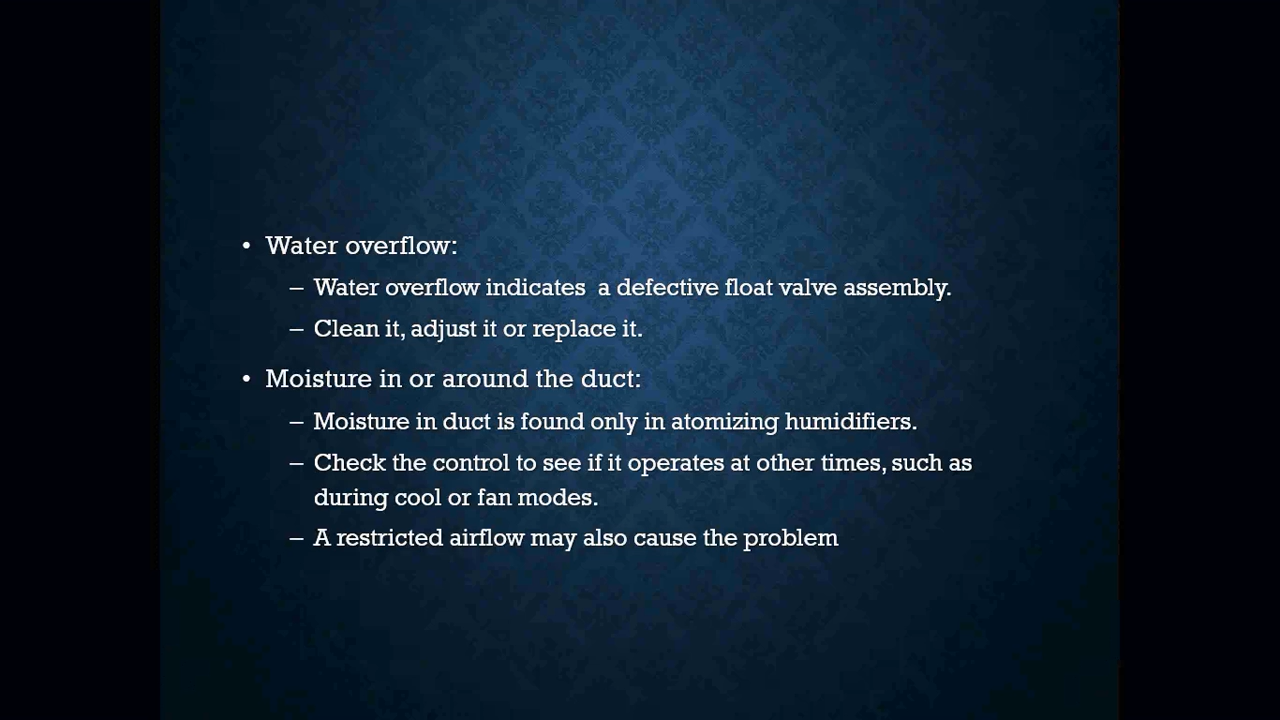 • Water overflow:
– Water overflow indicates  a defective float valve assembly.
– Clean it, adjust it or replace it.
• Moisture in or around the duct:
– Moisture in duct is found only in atomizing humidifiers.
– Check the control to see if it operates at other times, such as
during cool or fan modes.
– A restricted airflow may also cause the problem